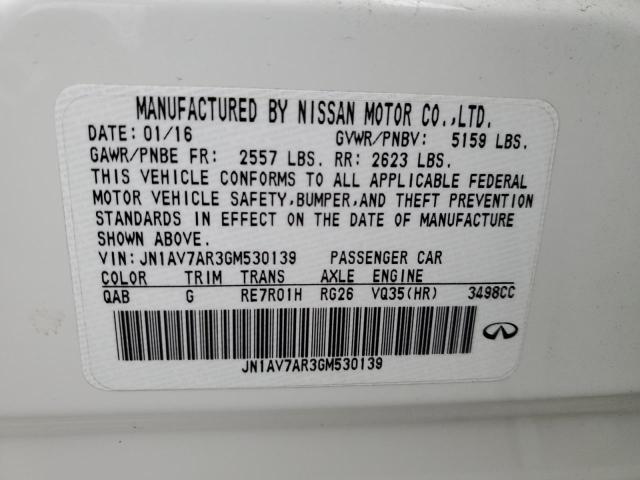 MANUFACTURED BY NISSAN MOTOR CO.,LTD.
DATE: 01/16 GVWR/PNBV: 5159 LBS.
GAWR/PNBE FR: 2557 LBS. RR: 2623 LBS.
THIS VEHICLE CONFORMS TO ALL APPLICABLE FEDERAL
MOTOR VEHICLE SAFETY,BUMPER,AND THEFT PREVENTION
STANDARDS IN EFFECT ON THE DATE OF MANUFACTURE
SHOWN ABOVE.
VIN: JN1AV7AR3GM530139 PASSENGER CAR
COLOR TRIM TRANS AXLE ENGINE
QAB G RE7R01H RG26 VQ35(HR) 3498CC
JN1AV7AR3GM530139